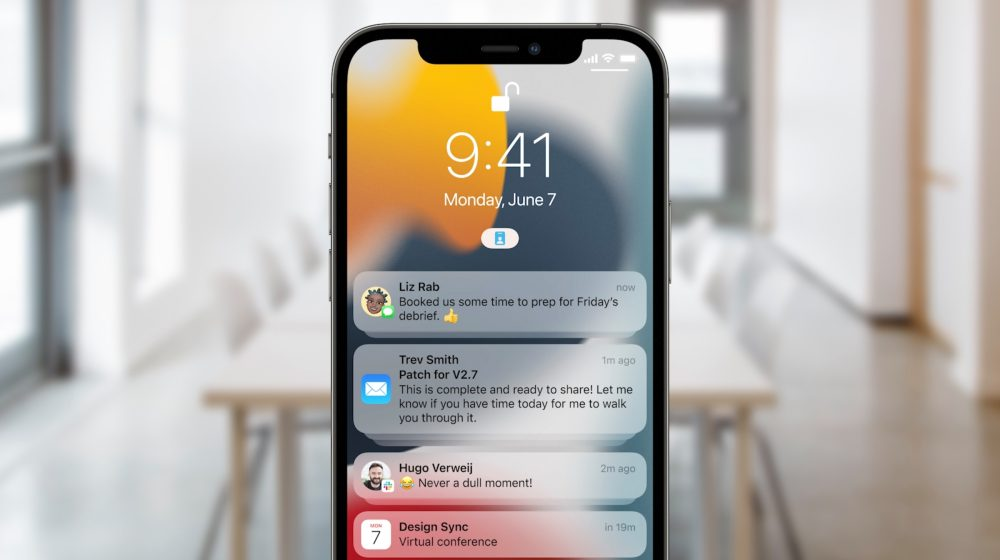 9:41
Monday, June 7
Liz Rab now
Booked us some time to prep for Friday's
debrief. 👍
Trev Smith 1m ago
Patch for V2.7
This is complete and ready to share! Let me
know if you have time today for me to walk
you through it.
Hugo Verweij 2m ago
😂 Never a dull moment!
MON
7
Design Sync in 19m
Virtual conference